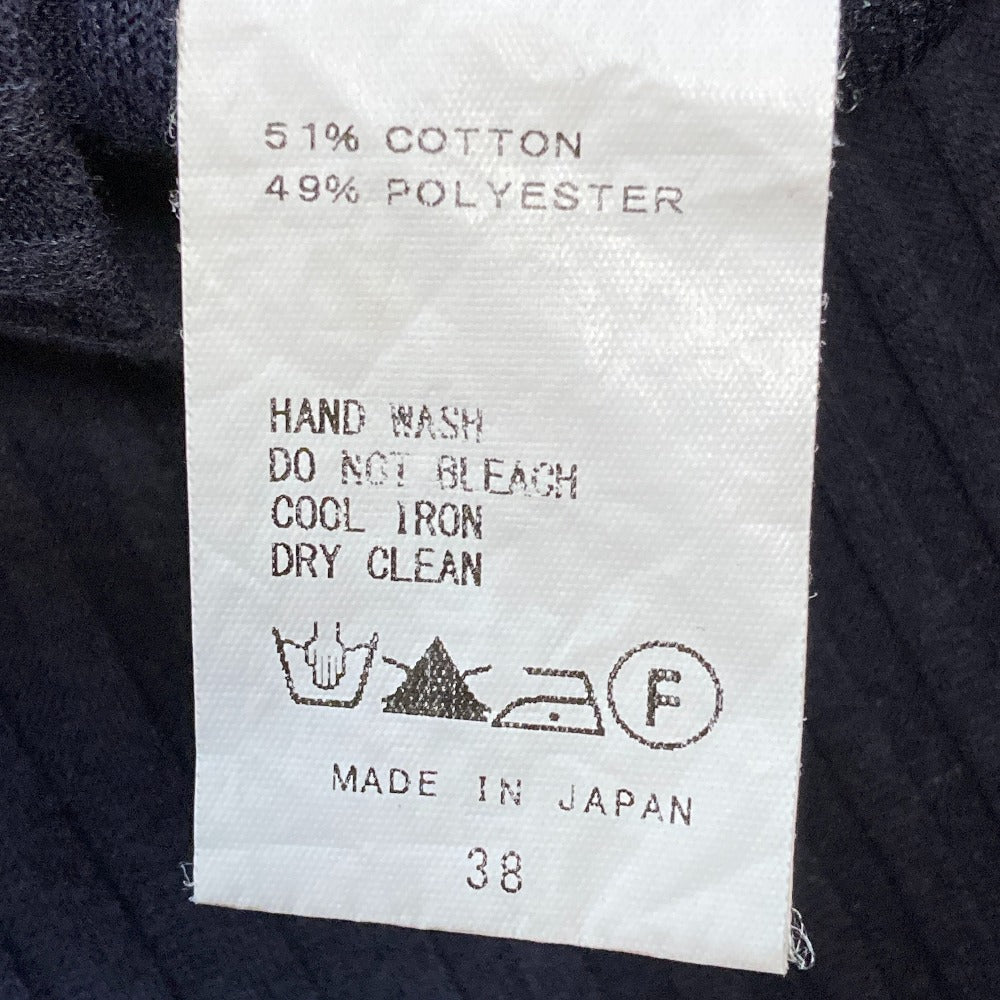 51% COTTON
49% POLYESTER
HAND WASH
DO NOT BLEACH
COOL IRON
DRY CLEAN
F
MADE IN JAPAN
38